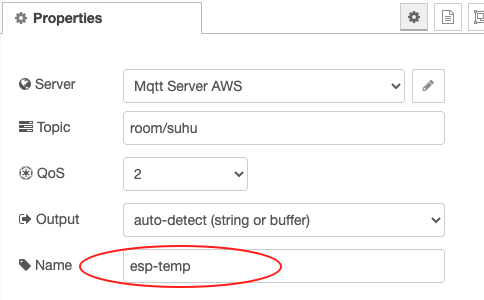 Properties
Server Mqtt Server AWS
Topic room/suhu
QoS 2
Output auto-detect (string or buffer)
Name esp-temp